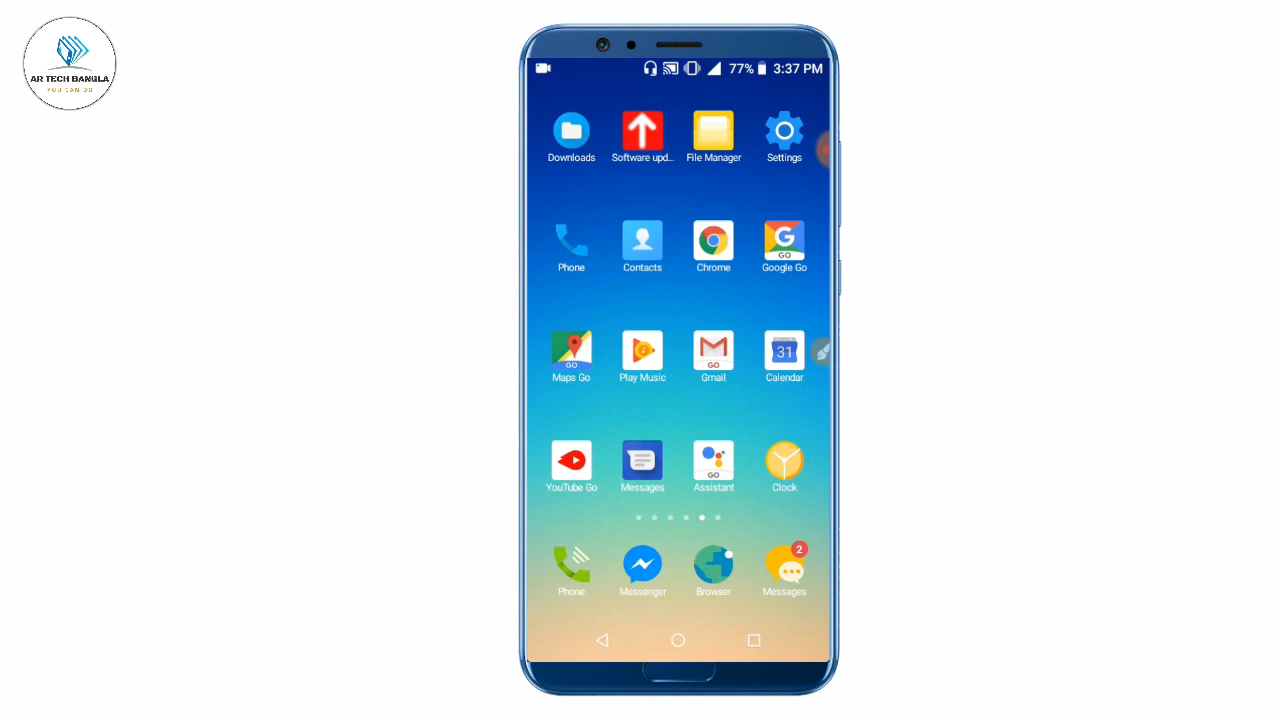 AR TECH BANGLA
YOU CAN DO
77% 3:37 PM
Downloads Software upd... File Manager Settings
Phone Contacts Chrome Google Go
G GO
GO 31 GO
Maps Go Play Music Gmail Calendar
GO
YouTube Go Messages Assistant Clock
2
Phone Messenger Browser Messages